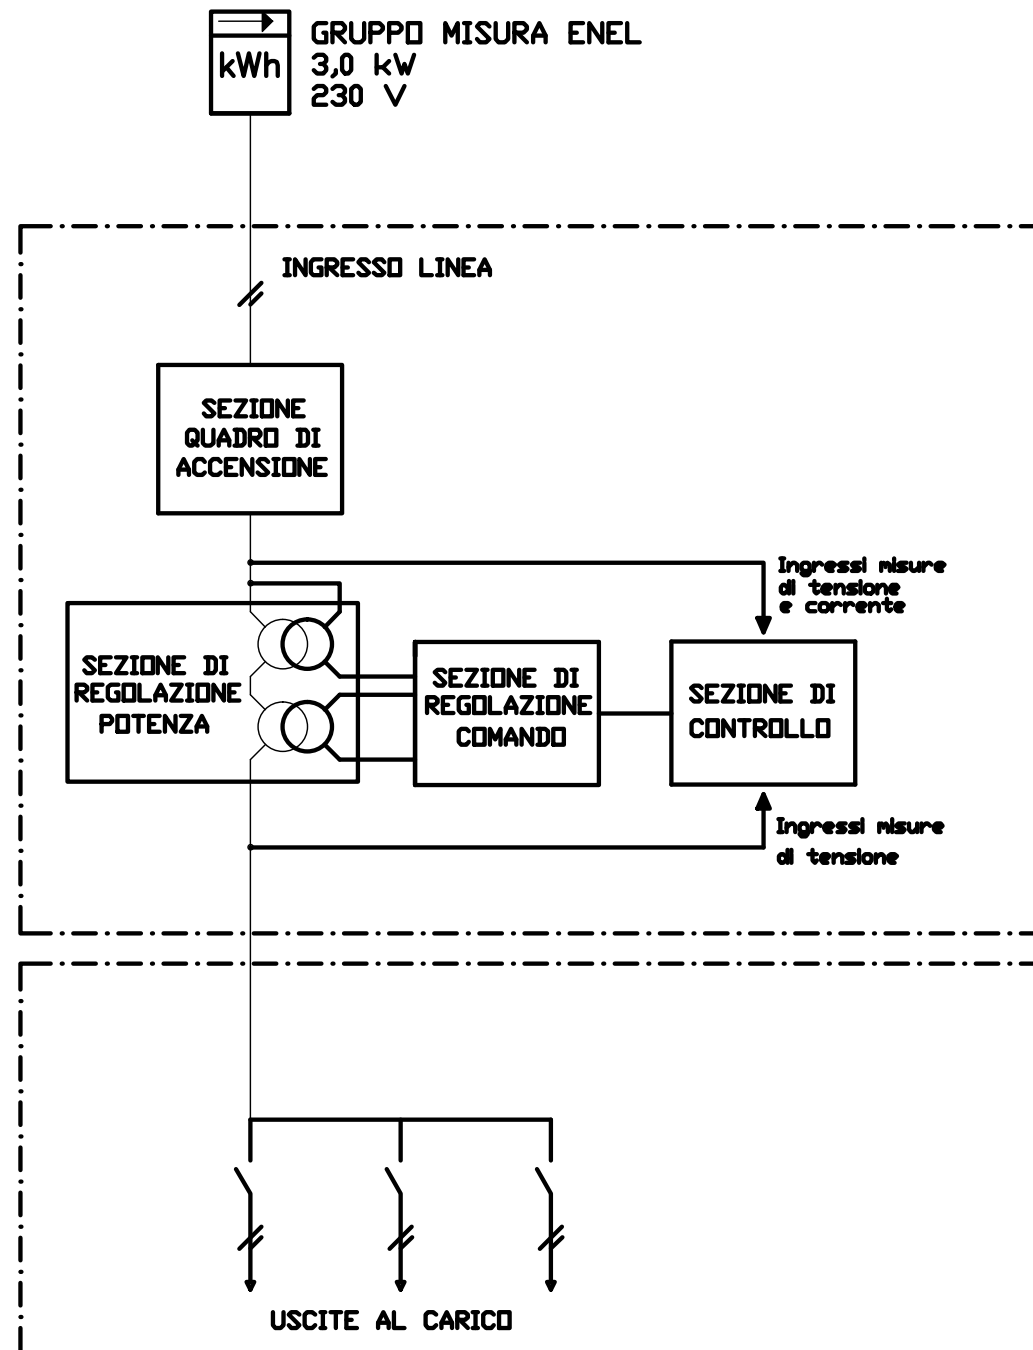 kWh
GRUPPO MISURA ENEL
3,0 kW
230 V
INGRESSO LINEA
SEZIONE
QUADRO DI
ACCENSIONE
Ingressi misure
di tensione
e corrente
SEZIONE DI
REGOLAZIONE
POTENZA
SEZIONE DI
REGOLAZIONE
COMANDO
SEZIONE DI
CONTROLLO
Ingressi misure
di tensione
USCITE AL CARICO